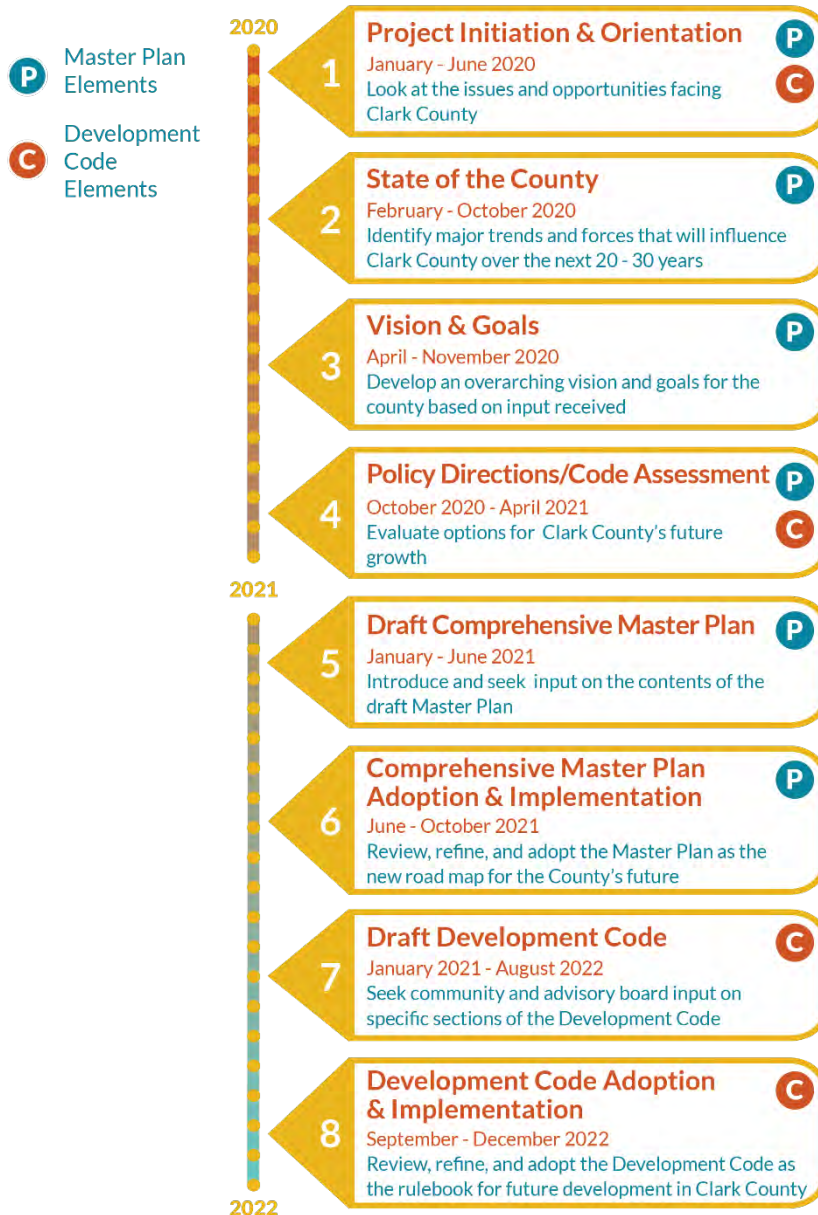 2020
P
Master Plan
Elements
C
Development
Code
Elements
1
Project Initiation & Orientation
P
C
January - June 2020
Look at the issues and opportunities facing
Clark County
2
State of the County
P
February - October 2020
Identify major trends and forces that will influence
Clark County over the next 20 - 30 years
3
Vision & Goals
P
April - November 2020
Develop an overarching vision and goals for the
county based on input received
4
Policy Directions/Code Assessment
P
C
October 2020 - April 2021
Evaluate options for Clark County's future
growth
2021
5
Draft Comprehensive Master Plan
P
January - June 2021
Introduce and seek input on the contents of the
draft Master Plan
6
Comprehensive Master Plan
Adoption & Implementation
P
June - October 2021
Review, refine, and adopt the Master Plan as the
new road map for the County's future
7
Draft Development Code
C
January 2021 - August 2022
Seek community and advisory board input on
specific sections of the Development Code
8
Development Code Adoption
& Implementation
C
September - December 2022
Review, refine, and adopt the Development Code as
the rulebook for future development in Clark County
2022